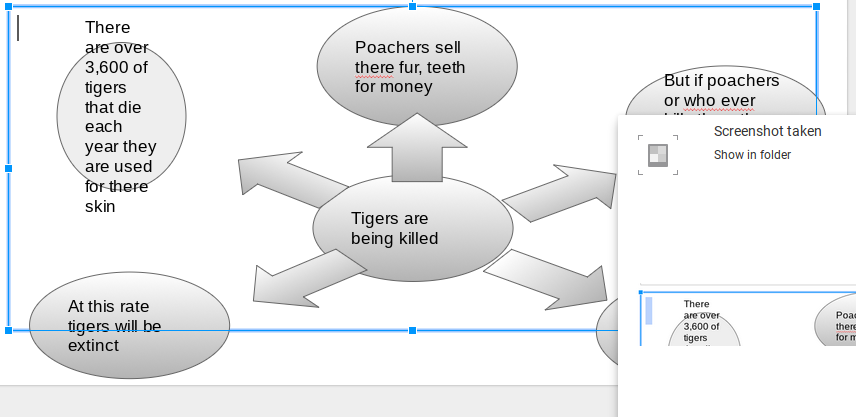 There
are over
3,600 of
tigers
that die
each
year they
are used
for there
skin
Poachers sell
there fur, teeth
for money
But if poachers
or who ever
Tigers are
being killed
At this rate
tigers will be
extinct
Screenshot taken
Show in folder
There
are over
3,600 of
tigers
there
for m